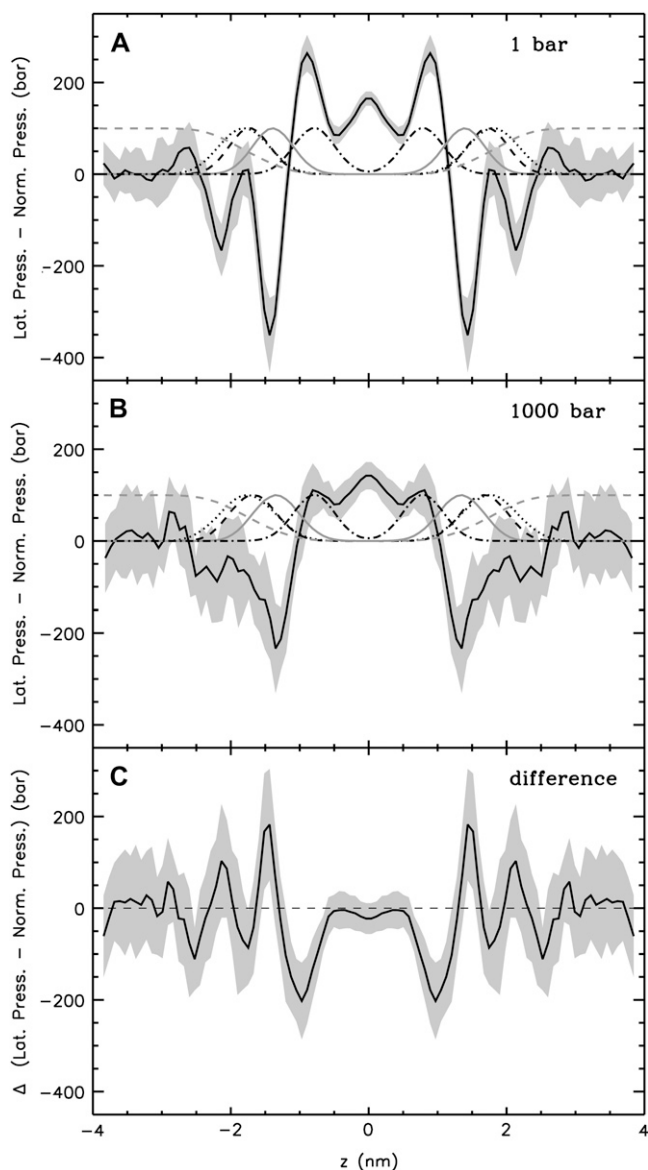 A
1 bar
Lat. Press. − Norm. Press. (bar)
200
0
−200
−400
B
1000 bar
Lat. Press. − Norm. Press. (bar)
200
0
−200
−400
C
difference
Δ (Lat. Press. − Norm. Press.) (bar)
200
0
−200
−400
−4
−2
0
2
4
z (nm)